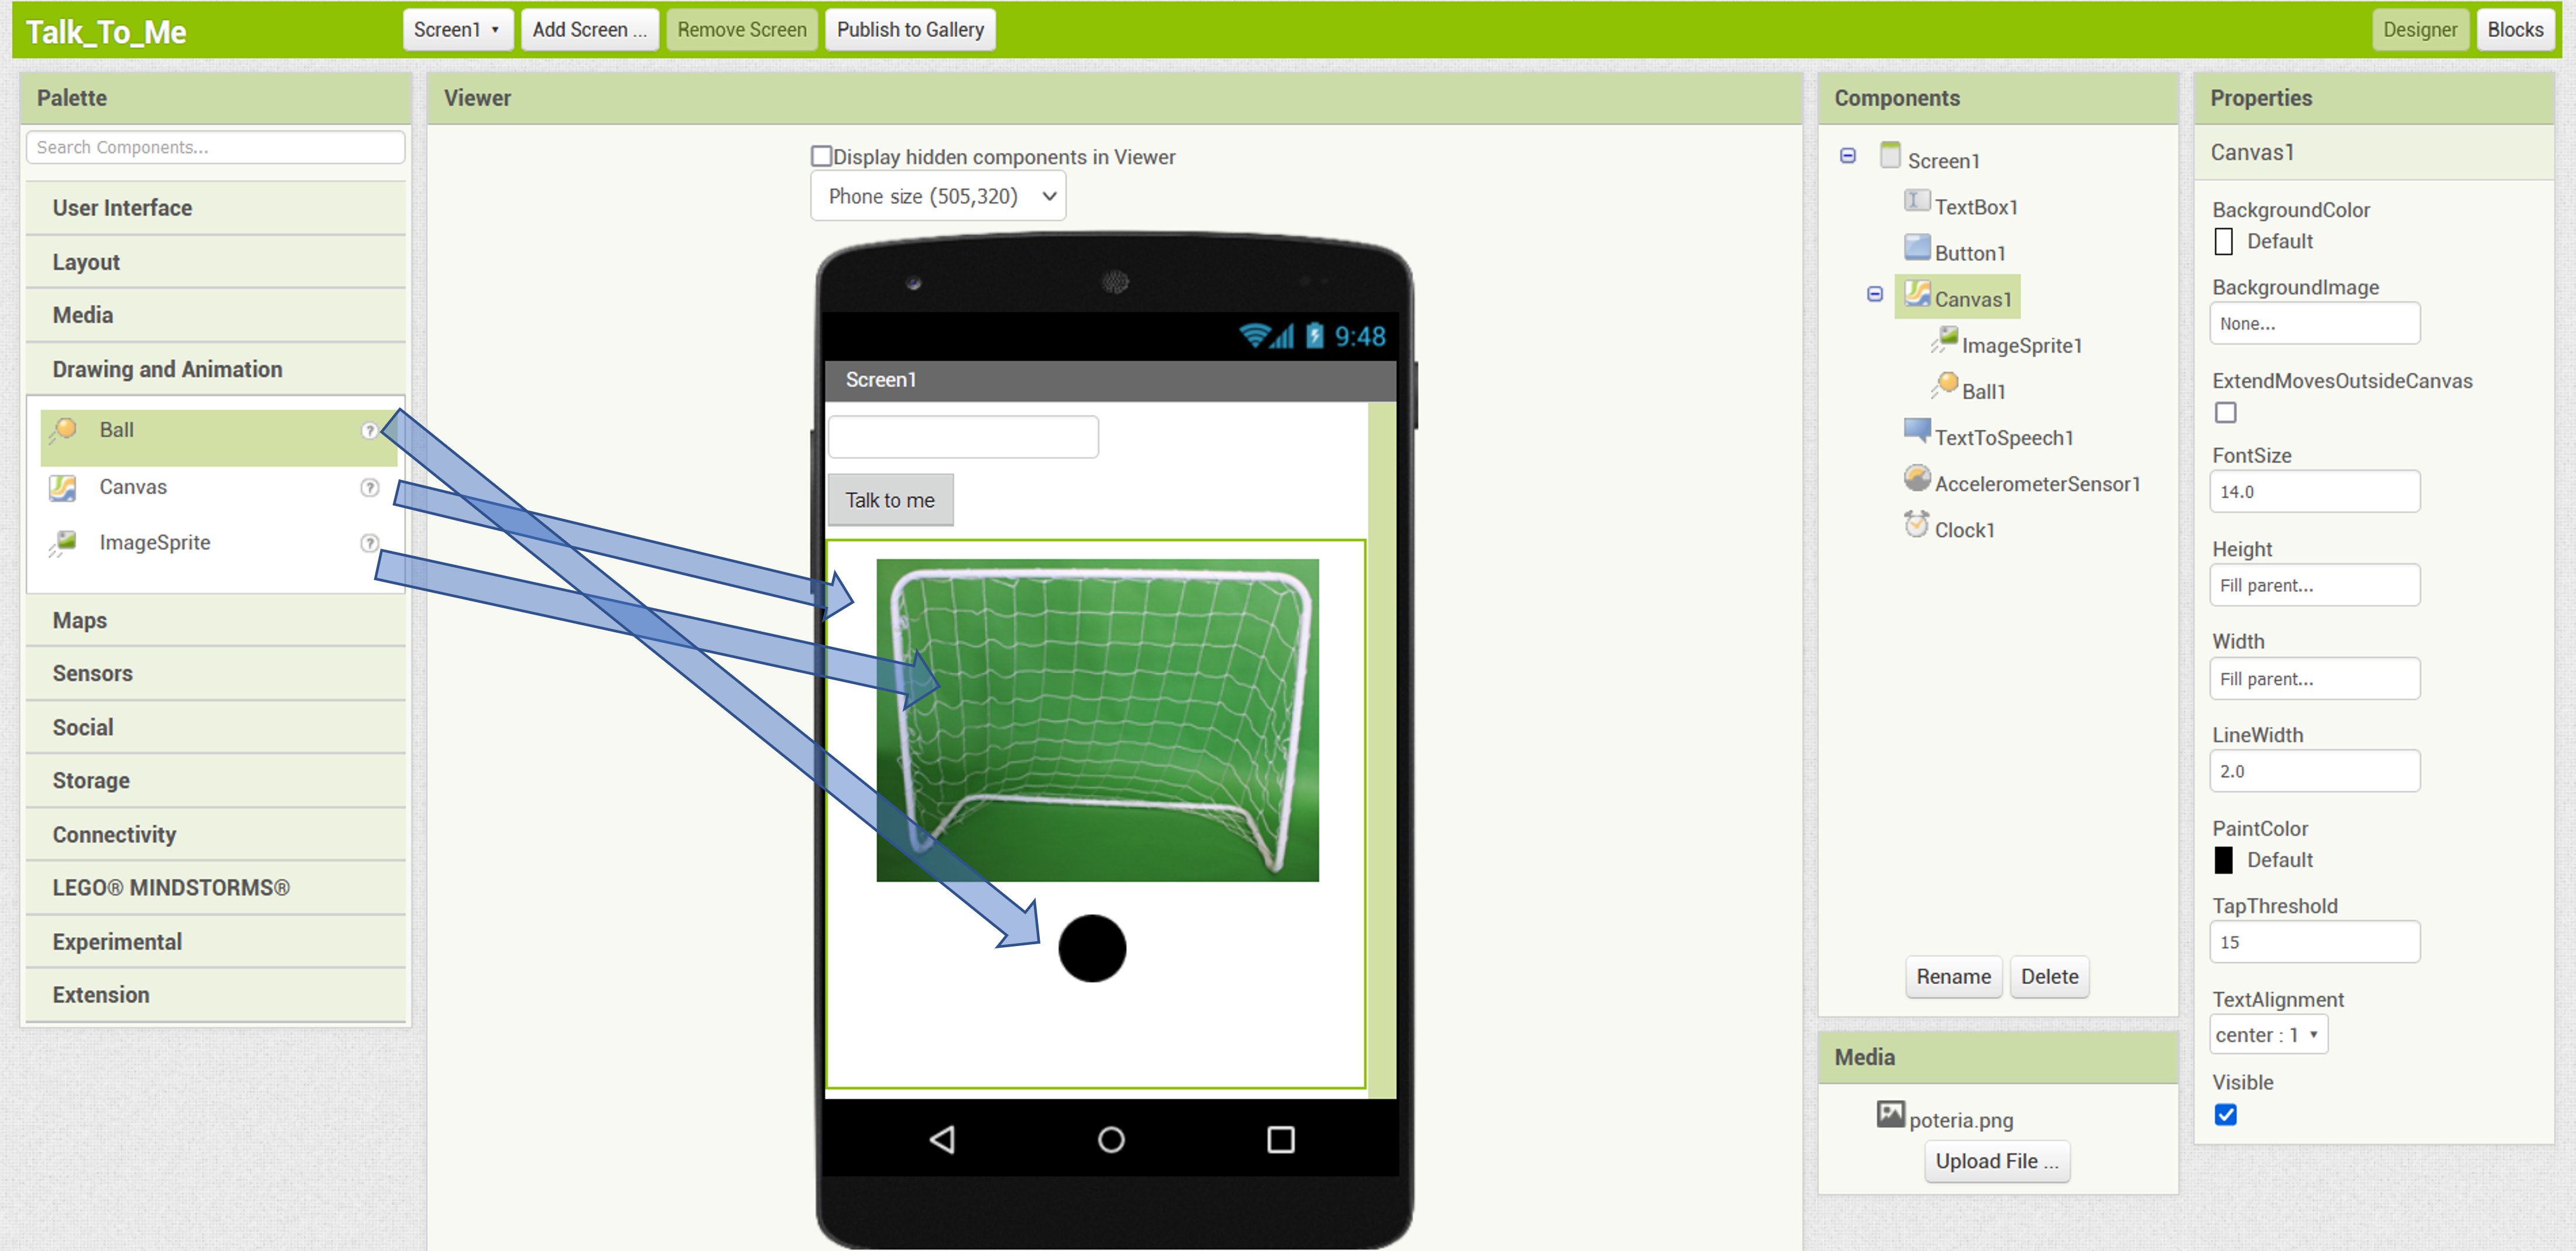 Talk_To_Me
Screen1 Add Screen ... Remove Screen Publish to Gallery
Designer Blocks
Palette
Search Components...
User Interface
Layout
Media
Drawing and Animation
Ball ?
Canvas ?
ImageSprite ?
Maps
Sensors
Social
Storage
Connectivity
LEGO® MINDSTORMS®
Experimental
Extension
Viewer
Display hidden components in Viewer
Phone size (505,320)
9:48
Screen1
Talk to me
Components
Screen1
TextBox1
Button1
Canvas1
ImageSprite1
Ball1
TextToSpeech1
AccelerometerSensor1
Clock1
Rename Delete
Media
poteria.png
Upload File ...
Properties
Canvas1
BackgroundColor
Default
BackgroundImage
None...
ExtendMovesOutsideCanvas
FontSize
14.0
Height
Fill parent...
Width
Fill parent...
LineWidth
2.0
PaintColor
Default
TapThreshold
15
TextAlignment
center : 1
Visible